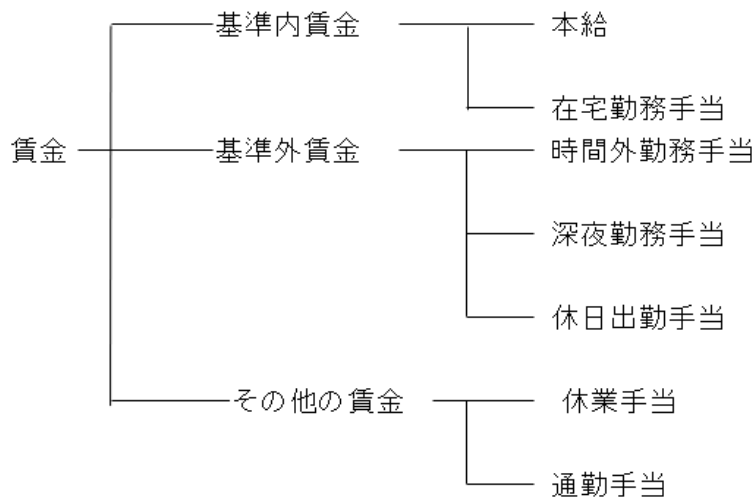 基準内賃金 本給
在宅勤務手当
賃金 基準外賃金 時間外勤務手当
深夜勤務手当
休日出勤手当
その他の賃金 休業手当
通勤手当